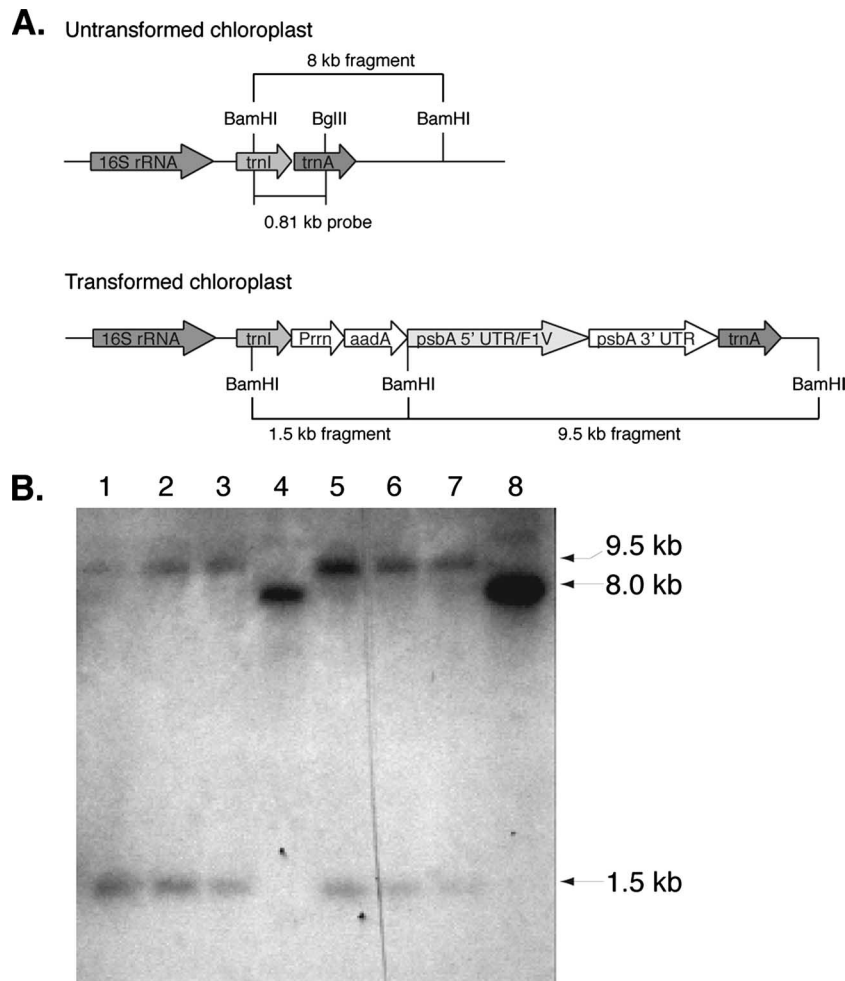 A.
Untransformed chloroplast
8 kb fragment
BamHI BglII BamHI
16S rRNA trnI trnA
0.81 kb probe
Transformed chloroplast
16S rRNA trnI Prrn aadA psbA 5' UTR/F1V psbA 3' UTR trnA
BamHI BamHI BamHI
1.5 kb fragment 9.5 kb fragment
B.
1 2 3 4 5 6 7 8
9.5 kb
8.0 kb
1.5 kb